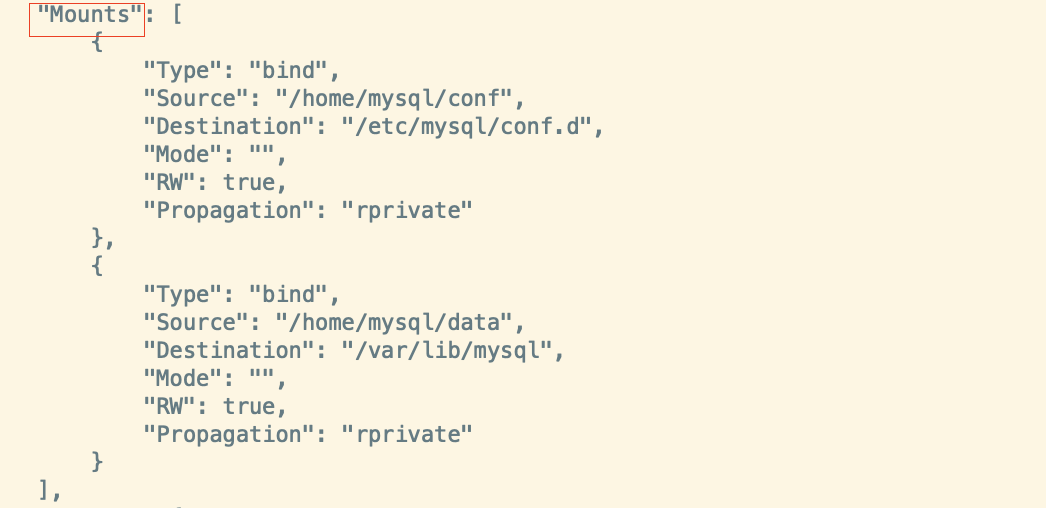 "Mounts": [
{
"Type": "bind",
"Source": "/home/mysql/conf",
"Destination": "/etc/mysql/conf.d",
"Mode": "",
"RW": true,
"Propagation": "rprivate"
},
{
"Type": "bind",
"Source": "/home/mysql/data",
"Destination": "/var/lib/mysql",
"Mode": "",
"RW": true,
"Propagation": "rprivate"
}
],